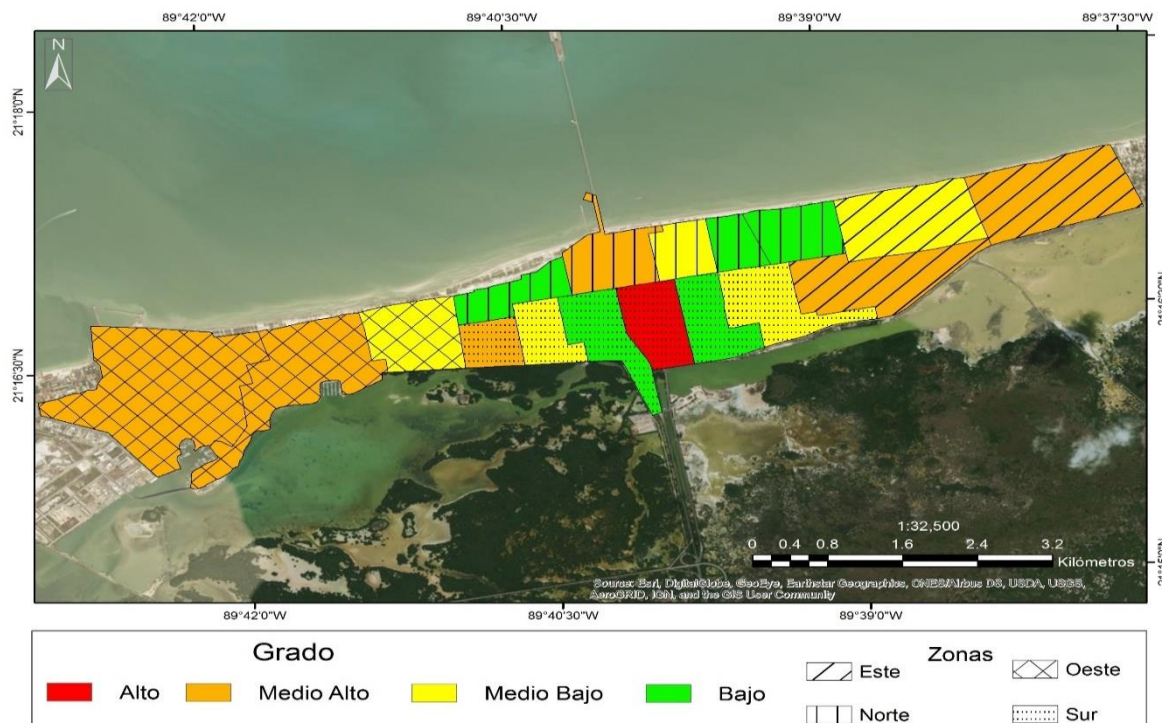 89°42'0"W 89°40'30"W 89°39'0"W 89°37'30"W
N
21°18'0"N
21°16'30"N
1:32,500
0 0.4 0.8 1.6 2.4 3.2
Kilómetros
Source: Esri, DigitalGlobe, GeoEye, Earthstar Geographics, CNES/Airbus DS, USDA, USGS,
AeroGRID, IGN, and the GIS User Community
89°42'0"W 89°40'30"W 89°39'0"W
Grado
Alto Medio Alto Medio Bajo Bajo
Zonas
Este Oeste
Norte Sur